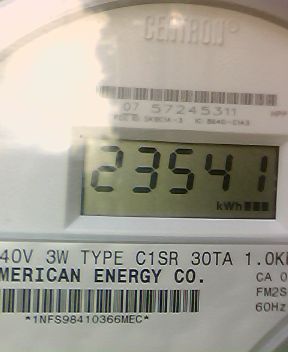 CENTRON®
07 57245311
23541
kWh
40V 3W TYPE C1SR 30TA 1.0K
MERICAN ENERGY CO.
CA 0
FM2S
60Hz
*1NFS98410366MEC*